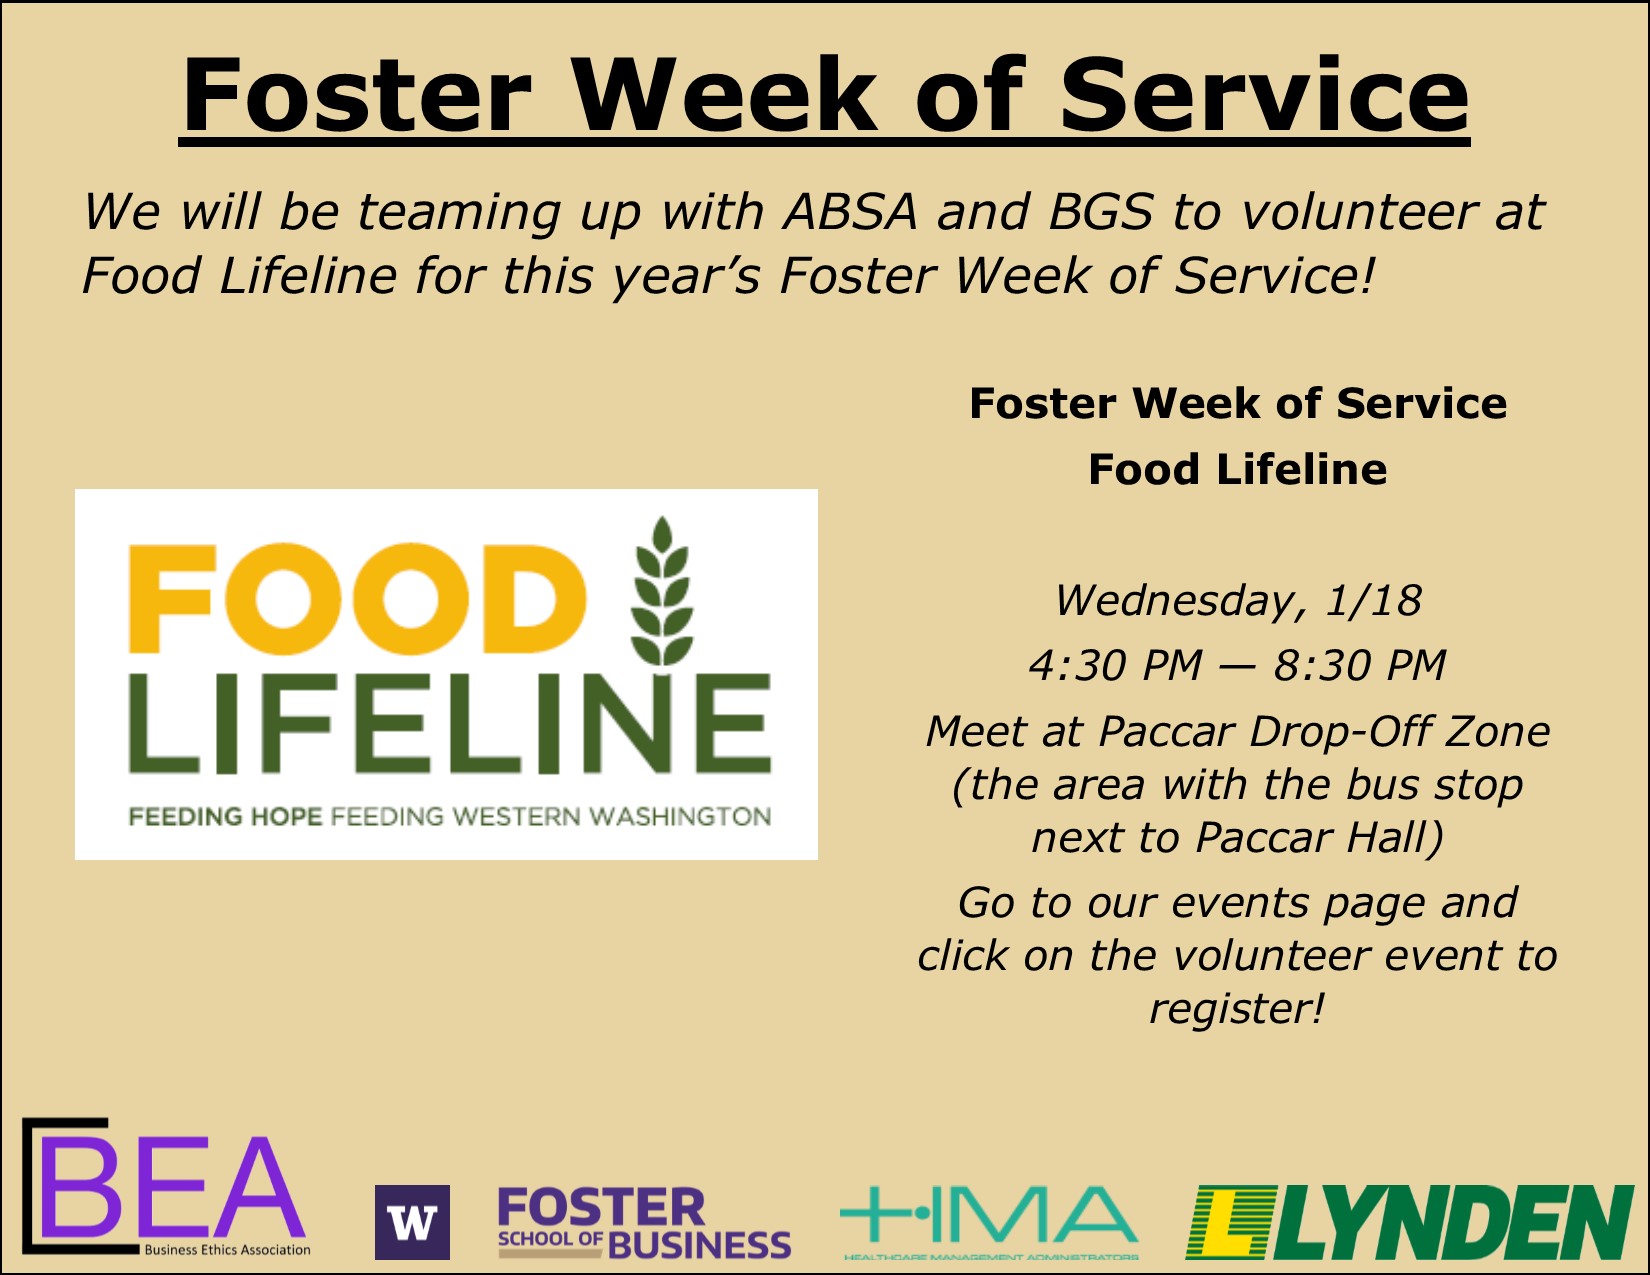 Foster Week of Service
We will be teaming up with ABSA and BGS to volunteer at
Food Lifeline for this year’s Foster Week of Service!
Foster Week of Service
Food Lifeline
Wednesday, 1/18
4:30 PM — 8:30 PM
Meet at Paccar Drop-Off Zone
(the area with the bus stop
next to Paccar Hall)
Go to our events page and
click on the volunteer event to
register!
FOOD
LIFELINE
FEEDING HOPE FEEDING WESTERN WASHINGTON
BEA
Business Ethics Association
W
FOSTER
SCHOOL OF BUSINESS
HMA
HEALTHCARE MANAGEMENT ADMINISTRATORS
L LYNDEN